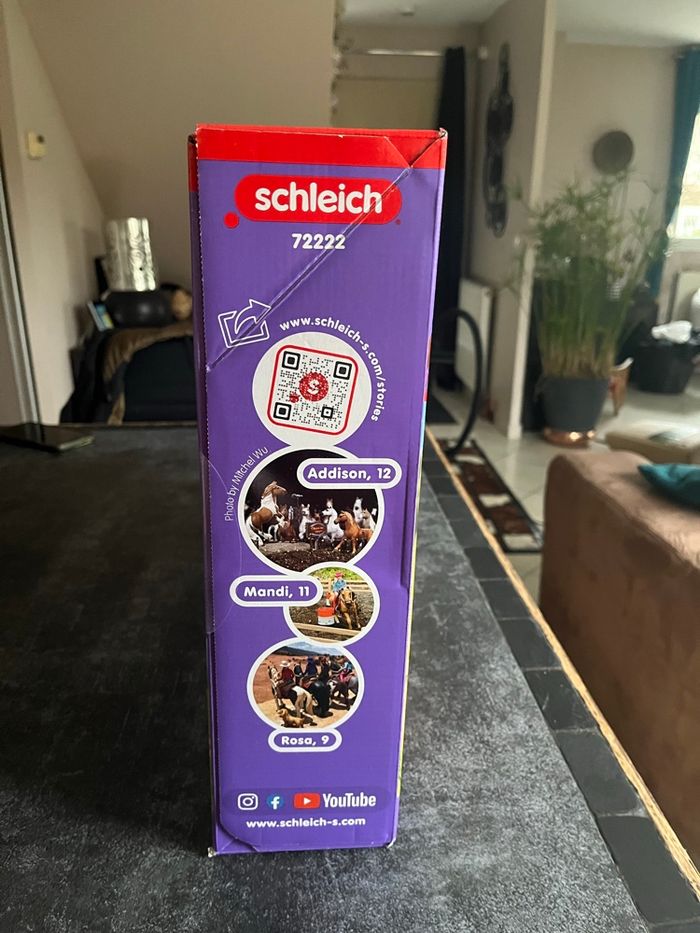 schleich
72222
www.schleich-s.com/stories
Photo by Mitchel Wu
Addison, 12
Mandi, 11
Rosa, 9
YouTube
www.schleich-s.com